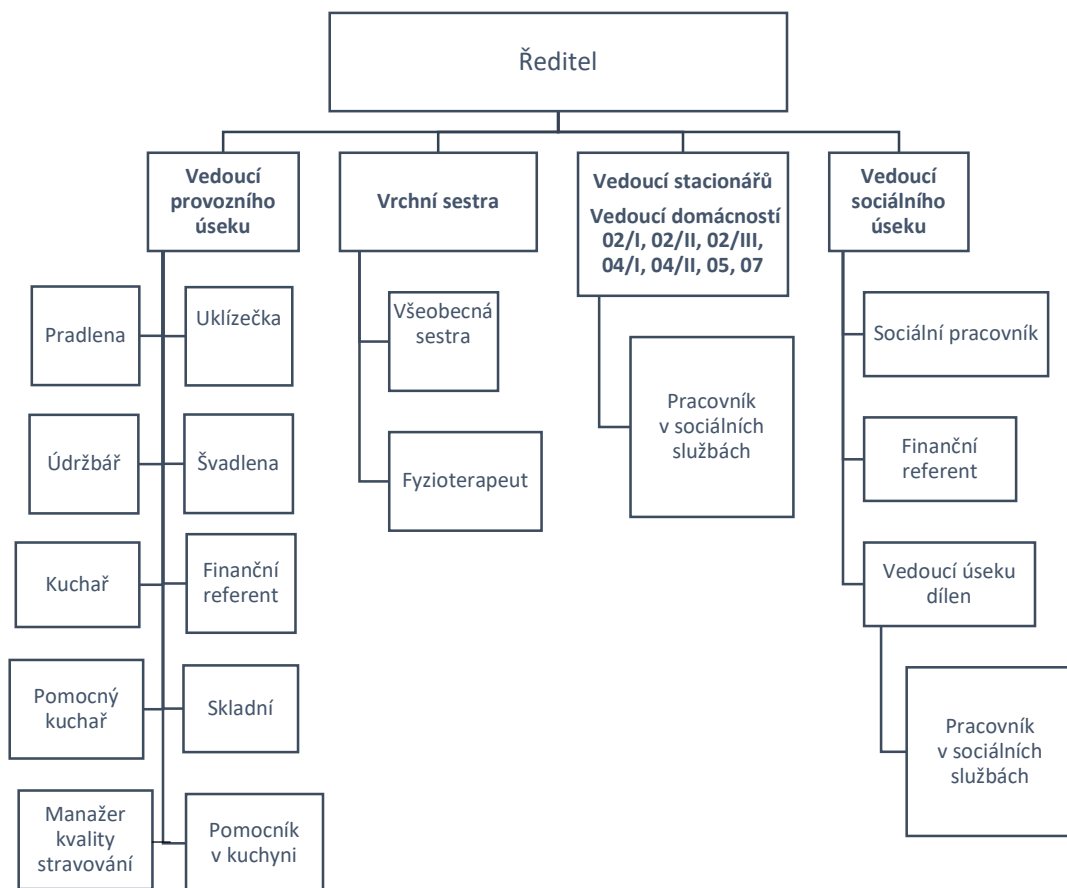 Ředitel
Vedoucí
provozního
úseku
Vrchní sestra
Vedoucí stacionářů
Vedoucí domácností
02/I, 02/II, 02/III,
04/I, 04/II, 05, 07
Vedoucí
sociálního
úseku
Pradlena
Uklízečka
Údržbář
Švadlena
Kuchař
Finanční
referent
Pomocný
kuchař
Skladní
Manažer
kvality
stravování
Pomocník
v kuchyni
Všeobecná
sestra
Fyzioterapeut
Pracovník
v sociálních
službách
Sociální pracovník
Finanční
referent
Vedoucí úseku
dílen
Pracovník
v sociálních
službách